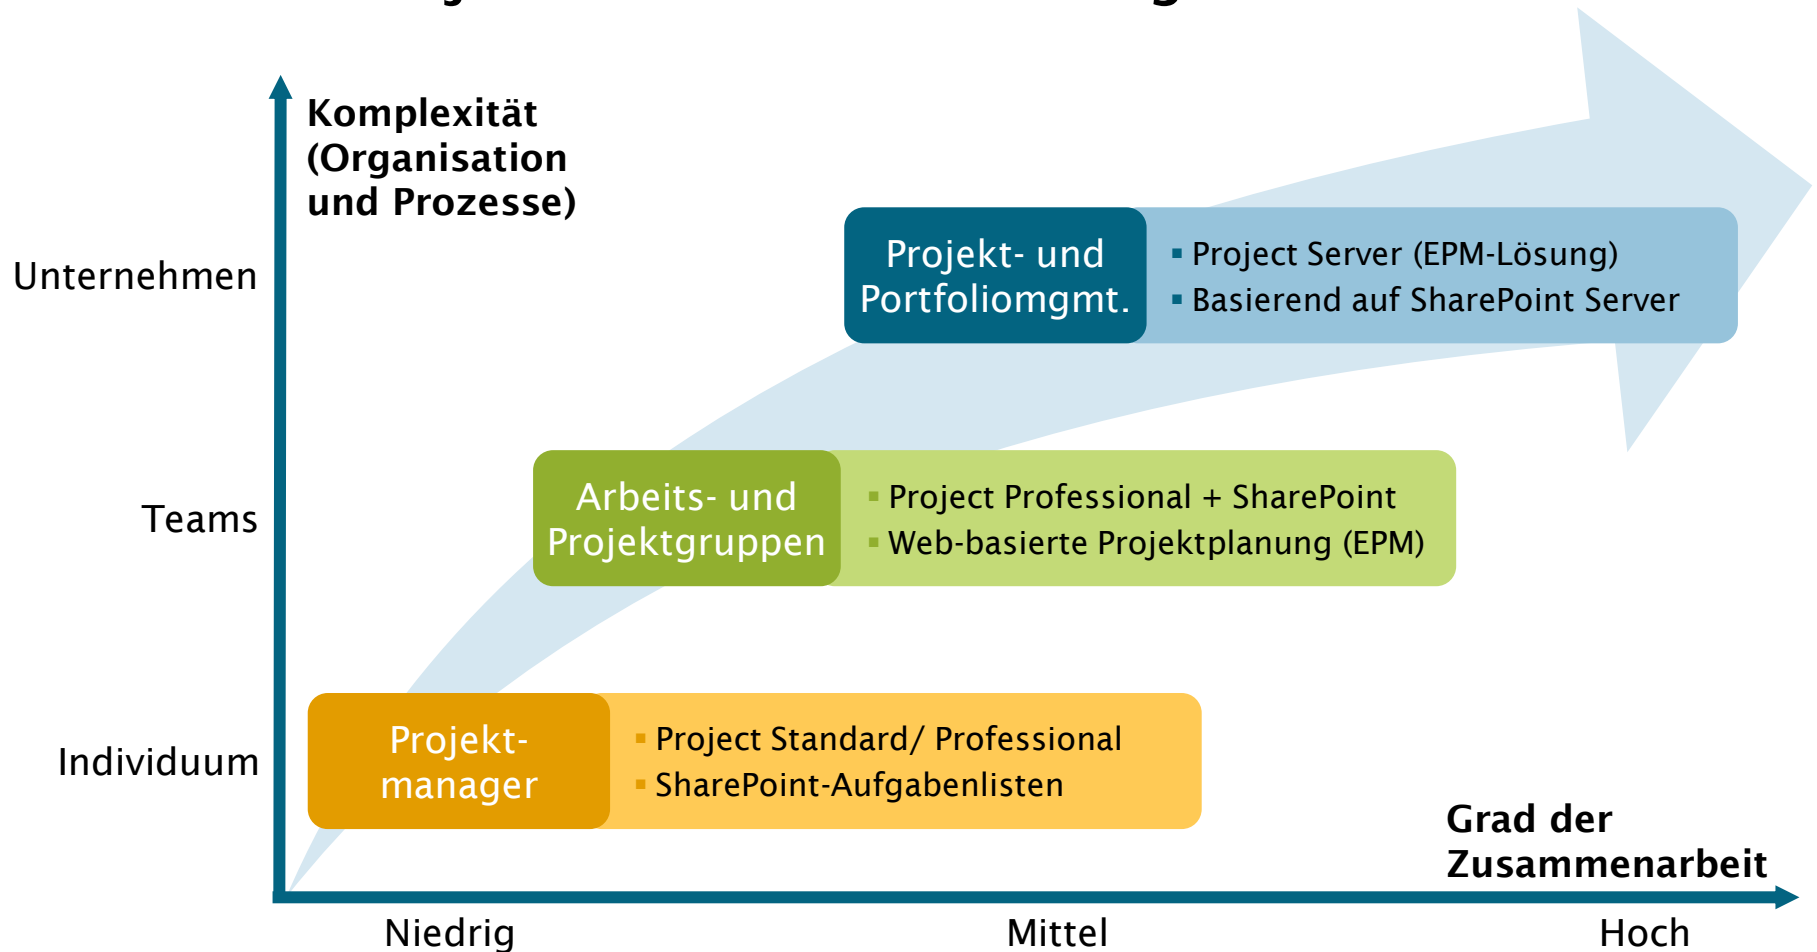 Komplexität
(Organisation
und Prozesse)
Unternehmen
Projekt- und
Portfoliomgmt.
▪ Project Server (EPM-Lösung)
▪ Basierend auf SharePoint Server
Teams
Arbeits- und
Projektgruppen
▪ Project Professional + SharePoint
▪ Web-basierte Projektplanung (EPM)
Individuum
Projekt-
manager
▪ Project Standard/ Professional
▪ SharePoint-Aufgabenlisten
Grad der
Zusammenarbeit
Niedrig
Mittel
Hoch